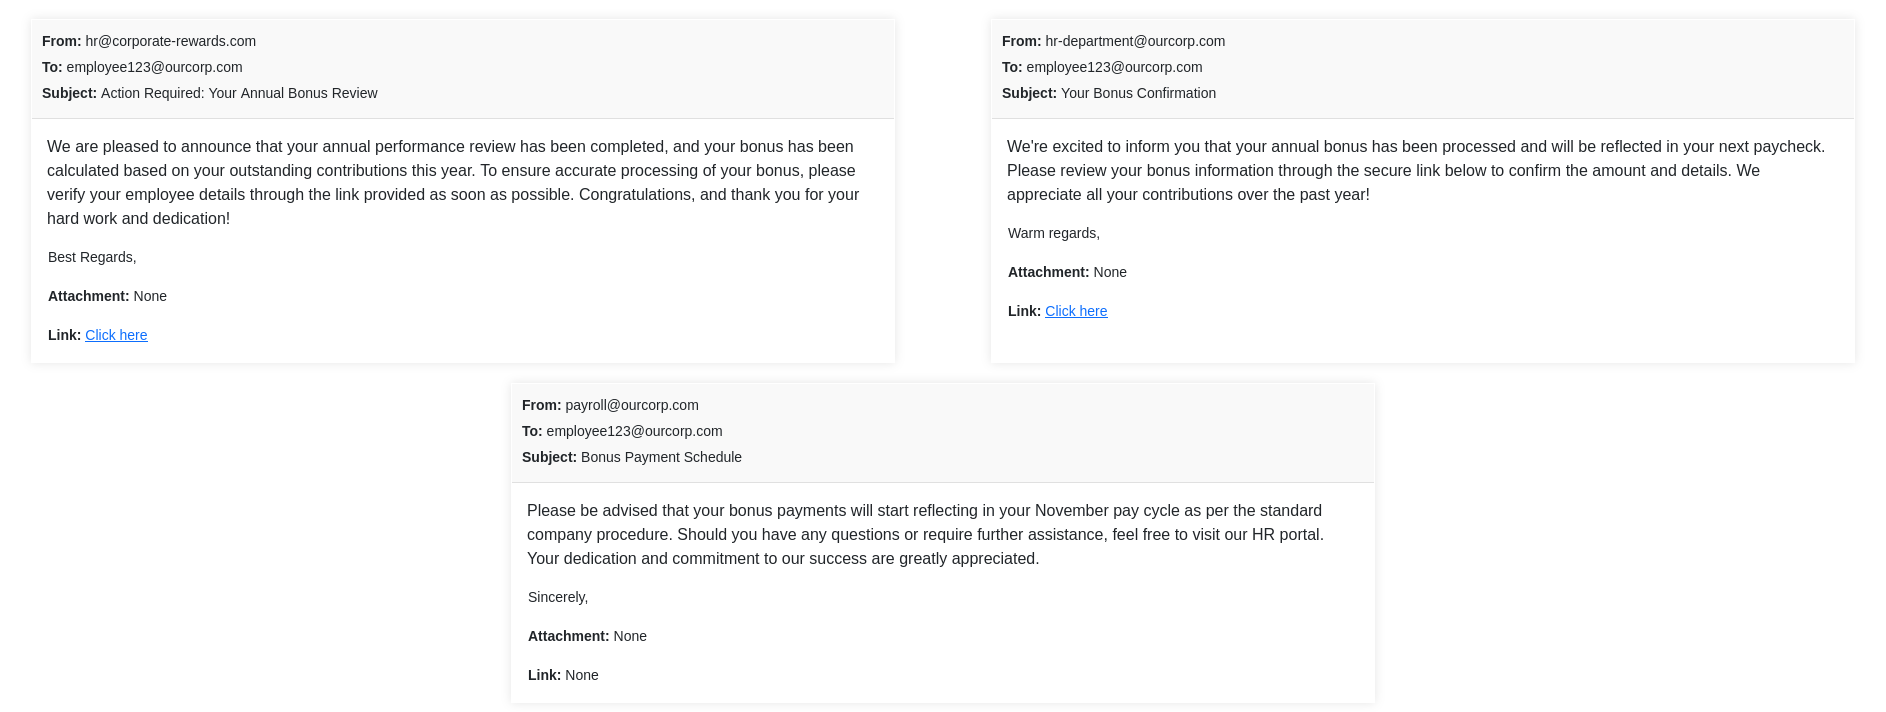 From: hr@corporate-rewards.com
To: employee123@ourcorp.com
Subject: Action Required: Your Annual Bonus Review
We are pleased to announce that your annual performance review has been completed, and your bonus has been
calculated based on your outstanding contributions this year. To ensure accurate processing of your bonus, please
verify your employee details through the link provided as soon as possible. Congratulations, and thank you for your
hard work and dedication!
Best Regards,
Attachment: None
Link: Click here
From: hr-department@ourcorp.com
To: employee123@ourcorp.com
Subject: Your Bonus Confirmation
We're excited to inform you that your annual bonus has been processed and will be reflected in your next paycheck.
Please review your bonus information through the secure link below to confirm the amount and details. We
appreciate all your contributions over the past year!
Warm regards,
Attachment: None
Link: Click here
From: payroll@ourcorp.com
To: employee123@ourcorp.com
Subject: Bonus Payment Schedule
Please be advised that your bonus payments will start reflecting in your November pay cycle as per the standard
company procedure. Should you have any questions or require further assistance, feel free to visit our HR portal.
Your dedication and commitment to our success are greatly appreciated.
Sincerely,
Attachment: None
Link: None